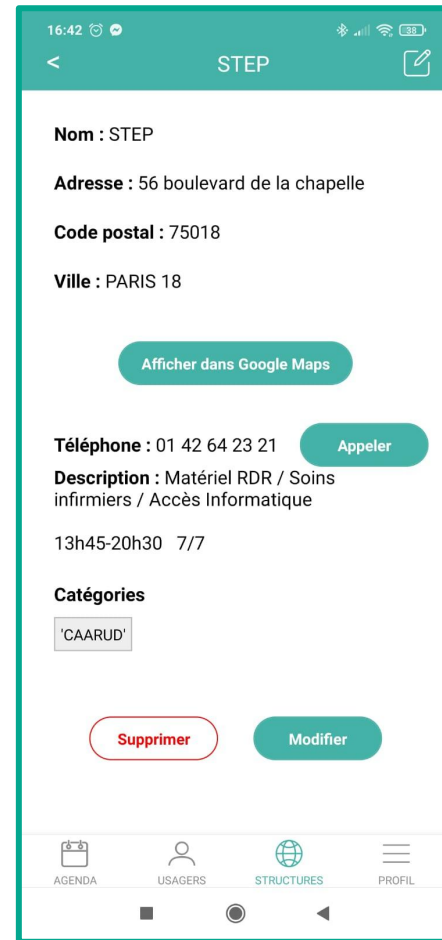 16:42
38
< STEP
Nom : STEP
Adresse : 56 boulevard de la chapelle
Code postal : 75018
Ville : PARIS 18
Afficher dans Google Maps
Téléphone : 01 42 64 23 21 Appeler
Description : Matériel RDR / Soins
infirmiers / Accès Informatique
13h45-20h30 7/7
Catégories
'CAARUD'
Supprimer Modifier
AGENDA USAGERS STRUCTURES PROFIL